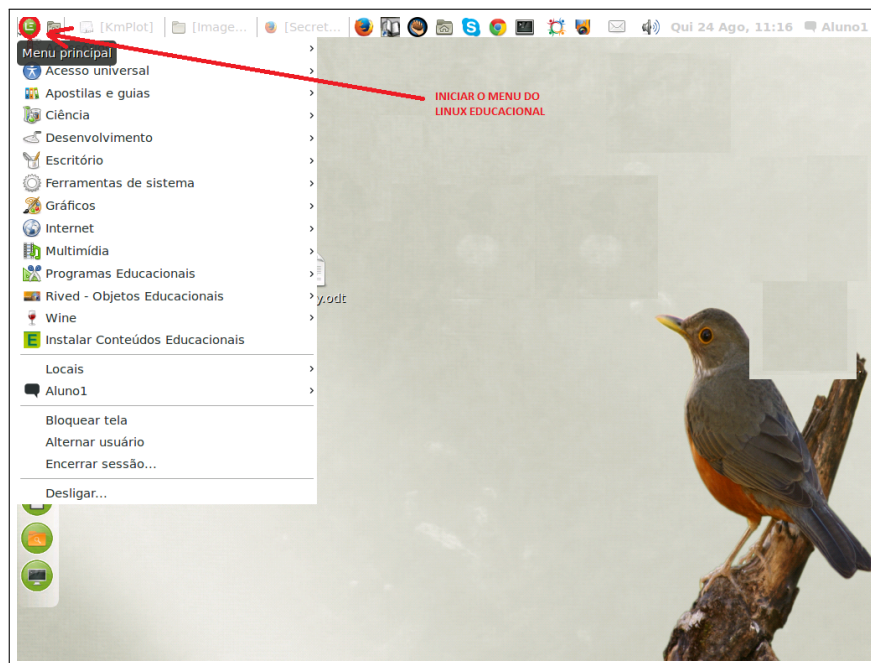 [KmPlot] [Image... [Secret... Qui 24 Ago, 11:16 Aluno1
Menu principal
Acesso universal
Apostilas e guias
Ciência
Desenvolvimento
Escritório
Ferramentas de sistema
Gráficos
Internet
Multimídia
Programas Educacionais
Rived - Objetos Educacionais
Wine
Instalar Conteúdos Educacionais
Locais
Aluno1
Bloquear tela
Alternar usuário
Encerrar sessão...
Desligar...
INICIAR O MENU DO
LINUX EDUCACIONAL
y.odt